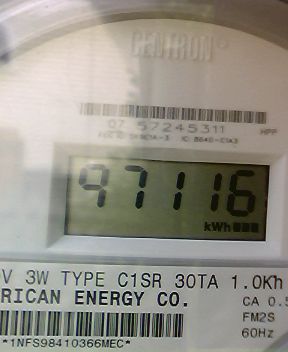 CENTRON®
07 57245311 HPP
97116
kWh
V 3W TYPE C1SR 30TA 1.0Kh
RICAN ENERGY CO. CA 0.5
FM2S
*1NFS98410366MEC* 60Hz